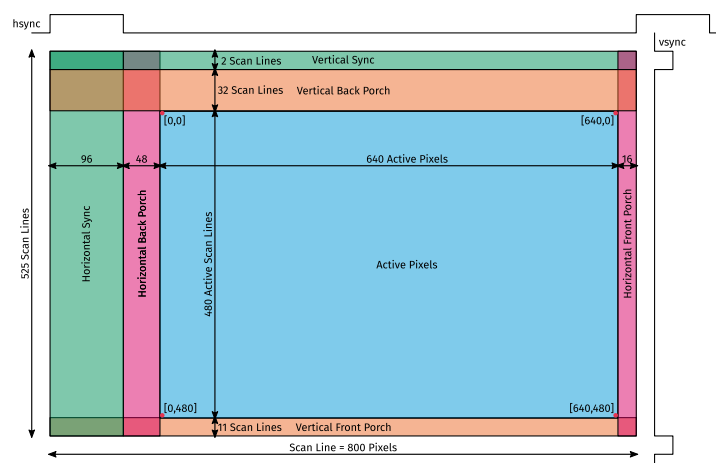 hsync
vsync
2 Scan Lines Vertical Sync
32 Scan Lines Vertical Back Porch
[0,0] [640,0]
96 48 640 Active Pixels 16
525 Scan Lines
Horizontal Sync
Horizontal Back Porch
480 Active Scan Lines
Active Pixels
Horizontal Front Porch
[0,480] [640,480]
11 Scan Lines Vertical Front Porch
Scan Line = 800 Pixels